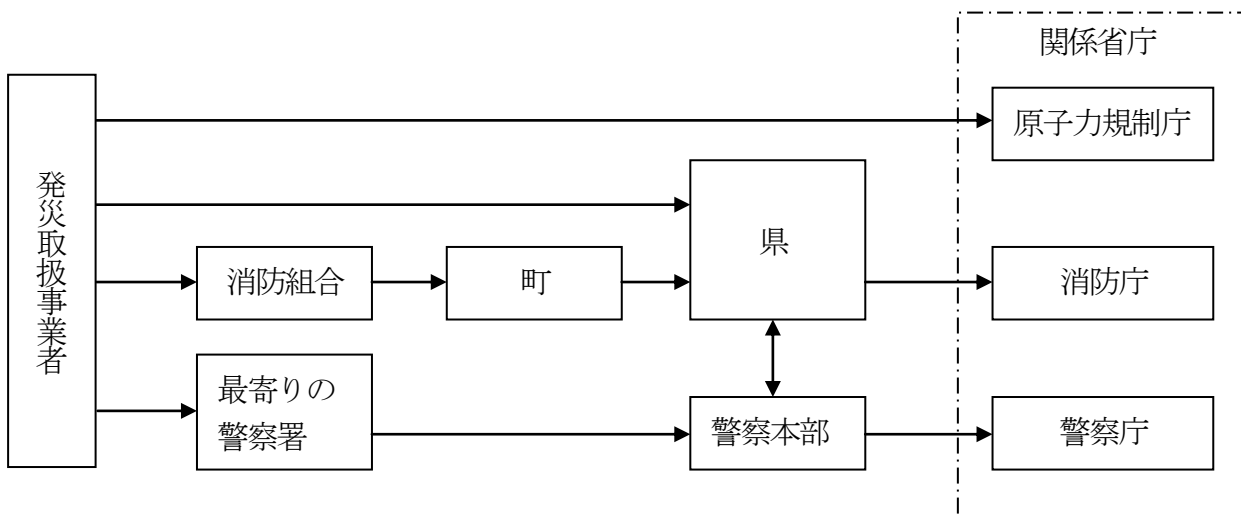 関係省庁
原子力規制庁
発災取扱事業者
県
消防組合
町
消防庁
最寄りの
警察署
警察本部
警察庁